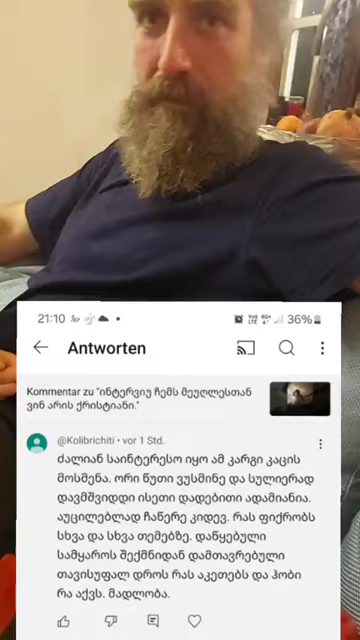 21:10
36%
Antworten
Kommentar zu "ინტერვიუ ჩემს მეუღლესთან
ვინ არის ქრისტიანი."
@Kolibrichiti • vor 1 Std.
ძალიან საინტერესო იყო ამ კარგი კაცის
მოსმენა. ორი წუთი ვუსმინე და სულიერად
დავმშვიდდი ისეთი დადებითი ადამიანია.
აუცილებლად ჩაწერე კიდევ. რას ფიქრობს
სხვა და სხვა თემებზე. დაწყებული
სამყაროს შექმნიდან დამთავრებული
თავისუფალ დროს რას აკეთებს და ჰობი
რა აქვს. მადლობა.